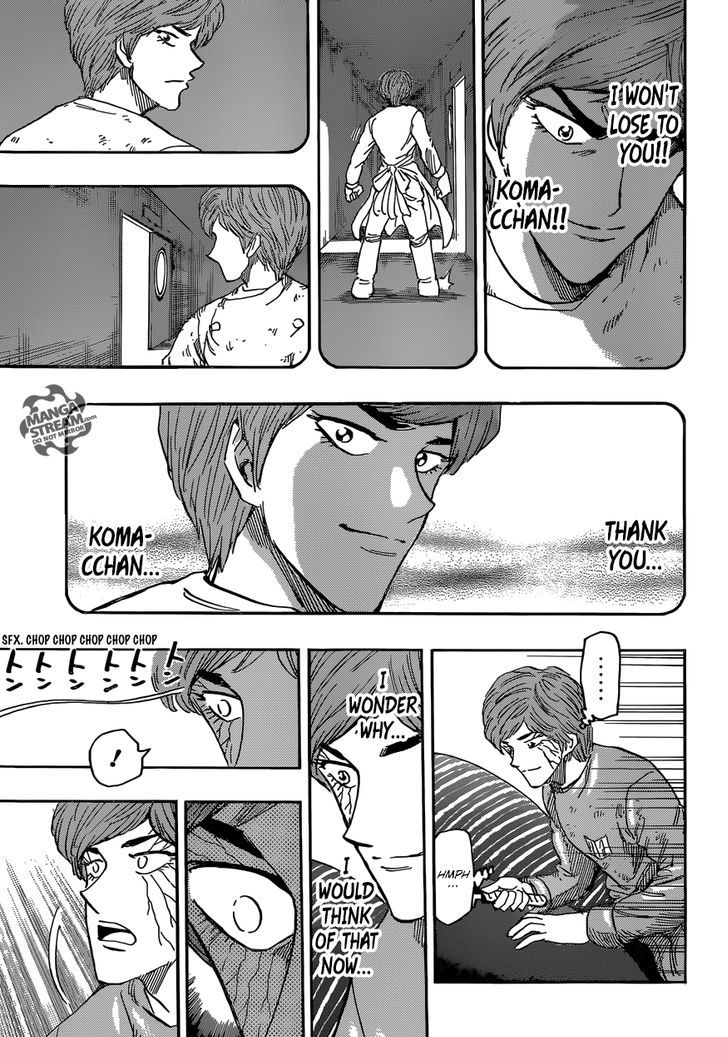 I WON'T
LOSE TO
YOU!!
KOMA-
CCHAN!!
MANGA
STREAM.com
DO NOT MIRROR
THANK
YOU...
KOMA-
CCHAN...
......
HMPH
...
I
WONDER
WHY...
I
WOULD
THINK
OF THAT
NOW...
SFX. CHOP CHOP CHOP CHOP CHOP
トントントントントン
!